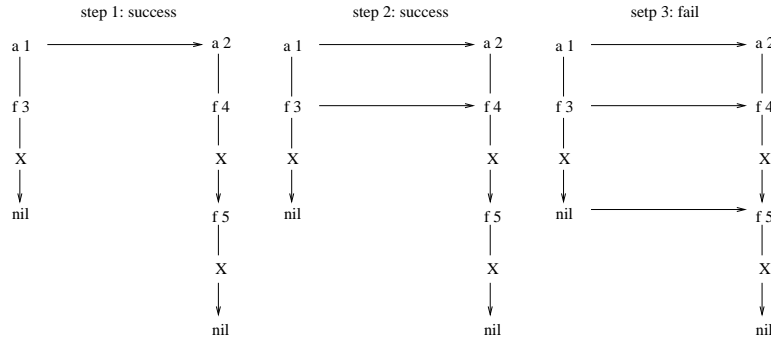 step 1: success step 2: success setp 3: fail
a 1 a 2 a 1 a 2 a 1 a 2
f 3 f 4 f 3 f 4 f 3 f 4
X X X X X X
nil f 5 nil f 5 nil f 5
X X X
nil nil nil